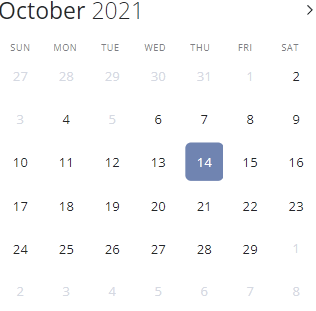 October 2021
SUN MON TUE WED THU FRI SAT
27 28 29 30 31 1 2
3 4 5 6 7 8 9
10 11 12 13 14 15 16
17 18 19 20 21 22 23
24 25 26 27 28 29 1
2 3 4 5 6 7 8